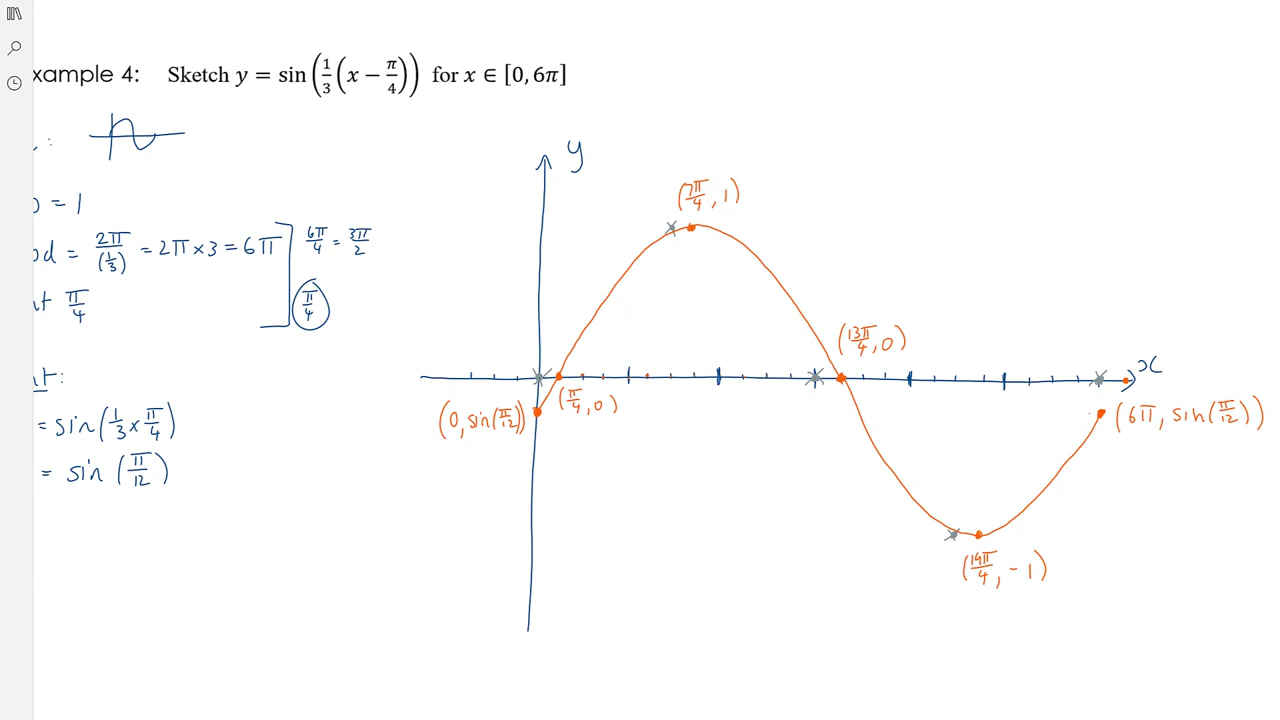 xample 4: Sketch y = sin(1/3(x − π/4)) for x ∈ [0, 6π]
:
= 1
od = 2π/(1/3) = 2π×3 = 6π
6π/4 = 3π/2
nt π/4
π/4
nt:
= sin(1/3 × π/4)
= sin(π/12)
y
(7π/4, 1)
(13π/4, 0)
x
(π/4, 0)
(0, sin(π/12))
(6π, sin(π/12))
(19π/4, -1)